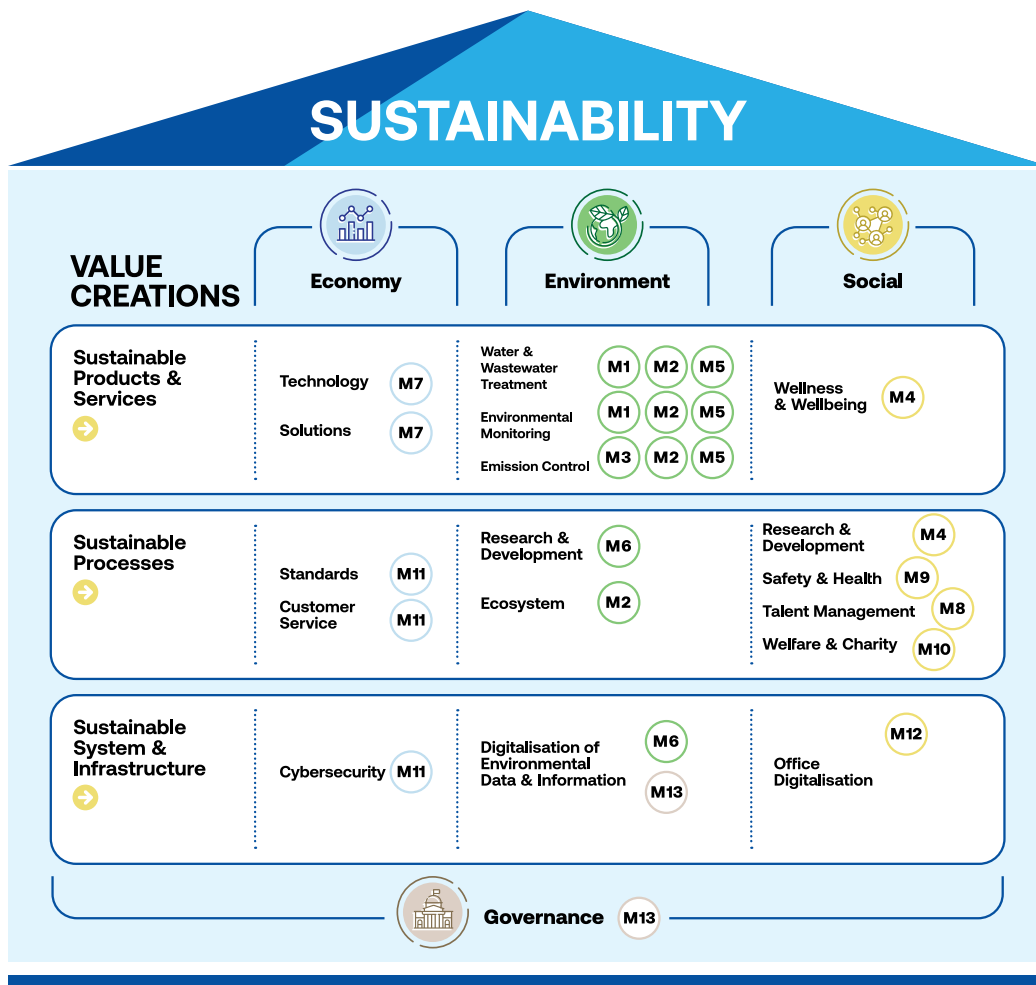 SUSTAINABILITY
VALUE
CREATIONS
Economy
Environment
Social
Sustainable
Products &
Services
Technology
M7
Solutions
M7
Water &
Wastewater
Treatment
M1 M2 M5
Environmental
Monitoring
M1 M2 M5
Emission Control
M3 M2 M5
Wellness
& Wellbeing
M4
Sustainable
Processes
Standards
M11
Customer
Service
M11
Research &
Development
M6
Ecosystem
M2
Research &
Development
M4
Safety & Health
M9
Talent Management
M8
Welfare & Charity
M10
Sustainable
System &
Infrastructure
Cybersecurity
M11
Digitalisation of
Environmental
Data & Information
M6
M13
Office
Digitalisation
M12
Governance
M13